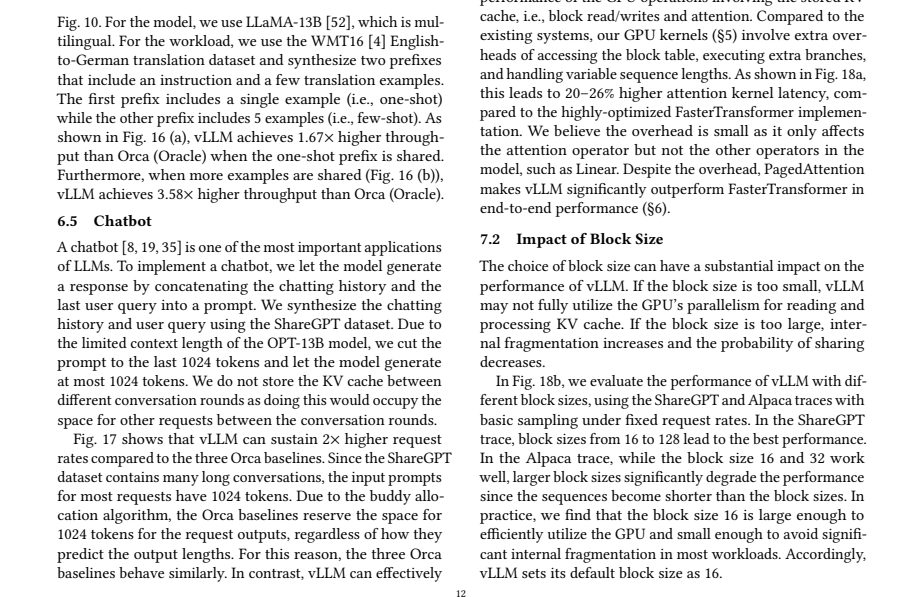 Fig. 10. For the model, we use LLaMA-13B [52], which is mul-
tilingual. For the workload, we use the WMT16 [4] English-
to-German translation dataset and synthesize two prefixes
that include an instruction and a few translation examples.
The first prefix includes a single example (i.e., one-shot)
while the other prefix includes 5 examples (i.e., few-shot). As
shown in Fig. 16 (a), vLLM achieves 1.67× higher through-
put than Orca (Oracle) when the one-shot prefix is shared.
Furthermore, when more examples are shared (Fig. 16 (b)),
vLLM achieves 3.58× higher throughput than Orca (Oracle).
6.5 Chatbot
A chatbot [8, 19, 35] is one of the most important applications
of LLMs. To implement a chatbot, we let the model generate
a response by concatenating the chatting history and the
last user query into a prompt. We synthesize the chatting
history and user query using the ShareGPT dataset. Due to
the limited context length of the OPT-13B model, we cut the
prompt to the last 1024 tokens and let the model generate
at most 1024 tokens. We do not store the KV cache between
different conversation rounds as doing this would occupy the
space for other requests between the conversation rounds.
Fig. 17 shows that vLLM can sustain 2× higher request
rates compared to the three Orca baselines. Since the ShareGPT
dataset contains many long conversations, the input prompts
for most requests have 1024 tokens. Due to the buddy allo-
cation algorithm, the Orca baselines reserve the space for
1024 tokens for the request outputs, regardless of how they
predict the output lengths. For this reason, the three Orca
baselines behave similarly. In contrast, vLLM can effectively
cache, i.e., block read/writes and attention. Compared to the
existing systems, our GPU kernels (§5) involve extra over-
heads of accessing the block table, executing extra branches,
and handling variable sequence lengths. As shown in Fig. 18a,
this leads to 20–26% higher attention kernel latency, com-
pared to the highly-optimized FasterTransformer implemen-
tation. We believe the overhead is small as it only affects
the attention operator but not the other operators in the
model, such as Linear. Despite the overhead, PagedAttention
makes vLLM significantly outperform FasterTransformer in
end-to-end performance (§6).
7.2 Impact of Block Size
The choice of block size can have a substantial impact on the
performance of vLLM. If the block size is too small, vLLM
may not fully utilize the GPU's parallelism for reading and
processing KV cache. If the block size is too large, inter-
nal fragmentation increases and the probability of sharing
decreases.
In Fig. 18b, we evaluate the performance of vLLM with dif-
ferent block sizes, using the ShareGPT and Alpaca traces with
basic sampling under fixed request rates. In the ShareGPT
trace, block sizes from 16 to 128 lead to the best performance.
In the Alpaca trace, while the block size 16 and 32 work
well, larger block sizes significantly degrade the performance
since the sequences become shorter than the block sizes. In
practice, we find that the block size 16 is large enough to
efficiently utilize the GPU and small enough to avoid signifi-
cant internal fragmentation in most workloads. Accordingly,
vLLM sets its default block size as 16.
12